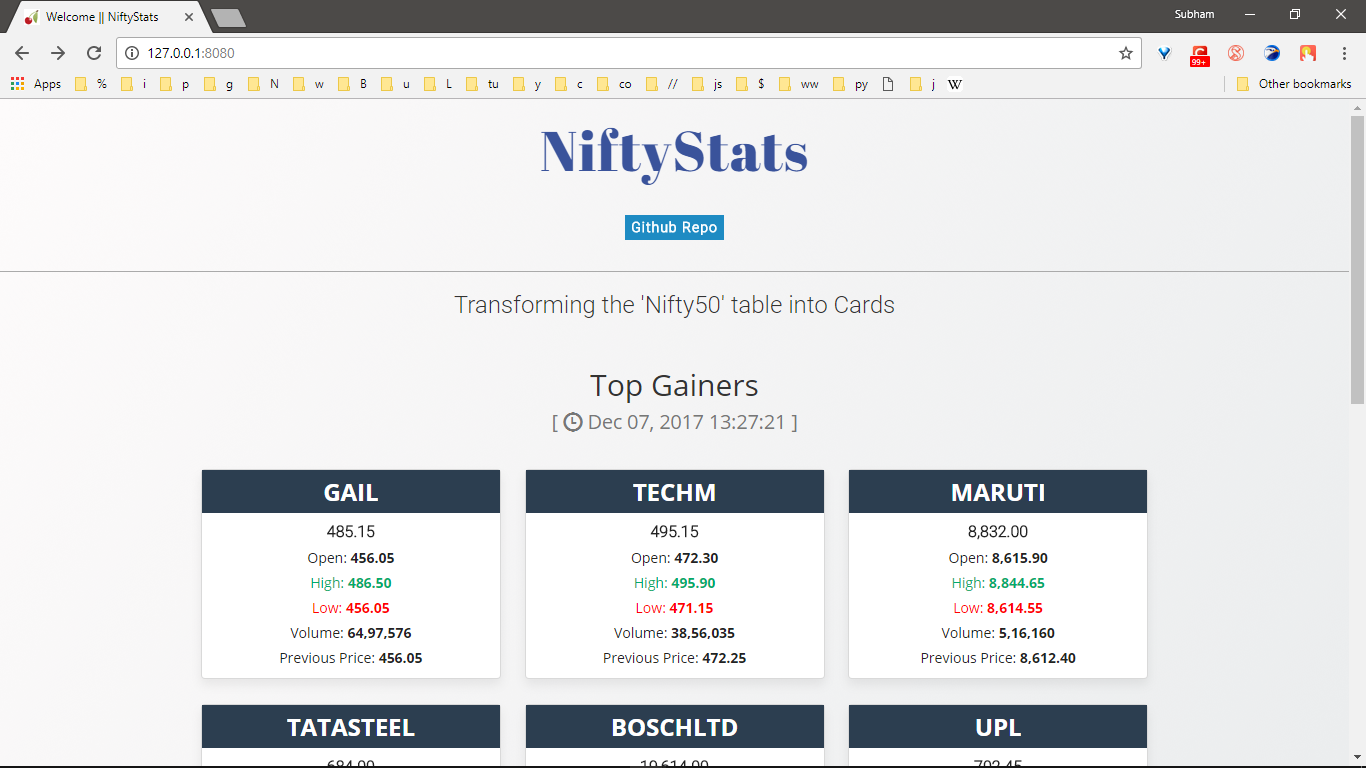 Welcome || NiftyStats
Subham
127.0.0.1:8080
99+
Apps % i p g N w B u L tu y c co // js $ ww py j W Other bookmarks
NiftyStats
Github Repo
Transforming the 'Nifty50' table into Cards
Top Gainers
[ Dec 07, 2017 13:27:21 ]
GAIL
485.15
Open: 456.05
High: 486.50
Low: 456.05
Volume: 64,97,576
Previous Price: 456.05
TECHM
495.15
Open: 472.30
High: 495.90
Low: 471.15
Volume: 38,56,035
Previous Price: 472.25
MARUTI
8,832.00
Open: 8,615.90
High: 8,844.65
Low: 8,614.55
Volume: 5,16,160
Previous Price: 8,612.40
TATASTEEL
BOSCHLTD
UPL